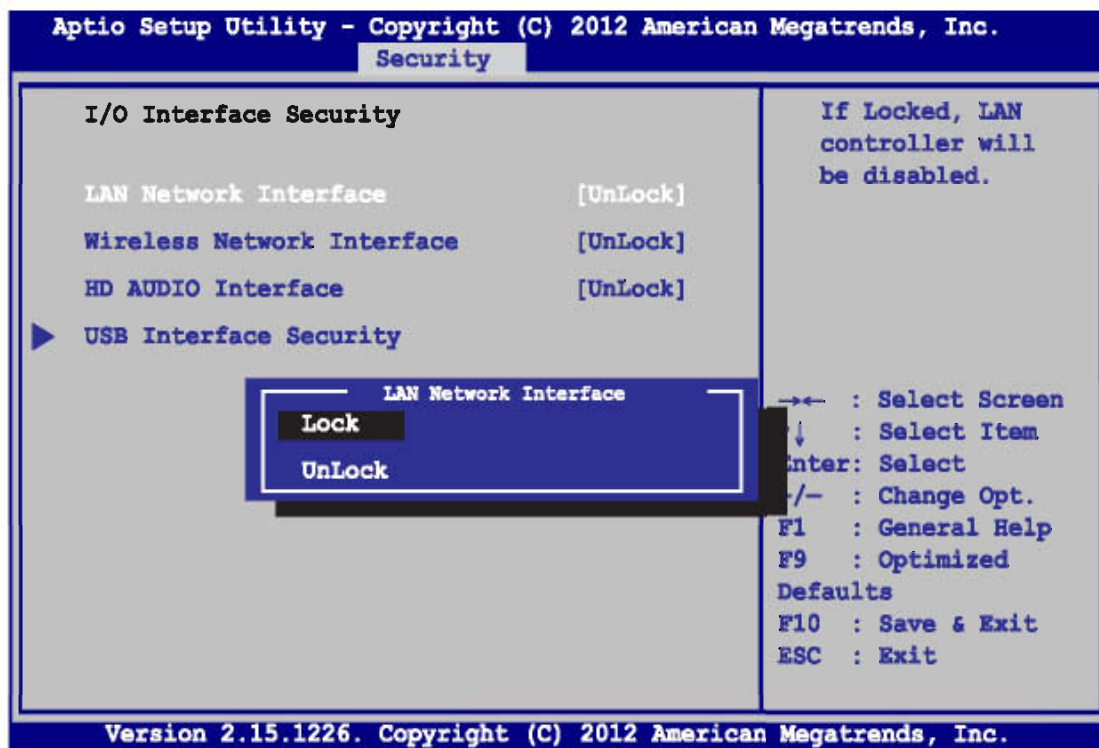 Aptio Setup Utility - Copyright (C) 2012 American Megatrends, Inc.
Security
I/O Interface Security
LAN Network Interface [UnLock]
Wireless Network Interface [UnLock]
HD AUDIO Interface [UnLock]
USB Interface Security
If Locked, LAN
controller will
be disabled.
LAN Network Interface
Lock
UnLock
→← : Select Screen
↓ : Select Item
: Select
/- : Change Opt.
F1 : General Help
F9 : Optimized
Defaults
F10 : Save & Exit
ESC : Exit
Version 2.15.1226. Copyright (C) 2012 American Megatrends, Inc.